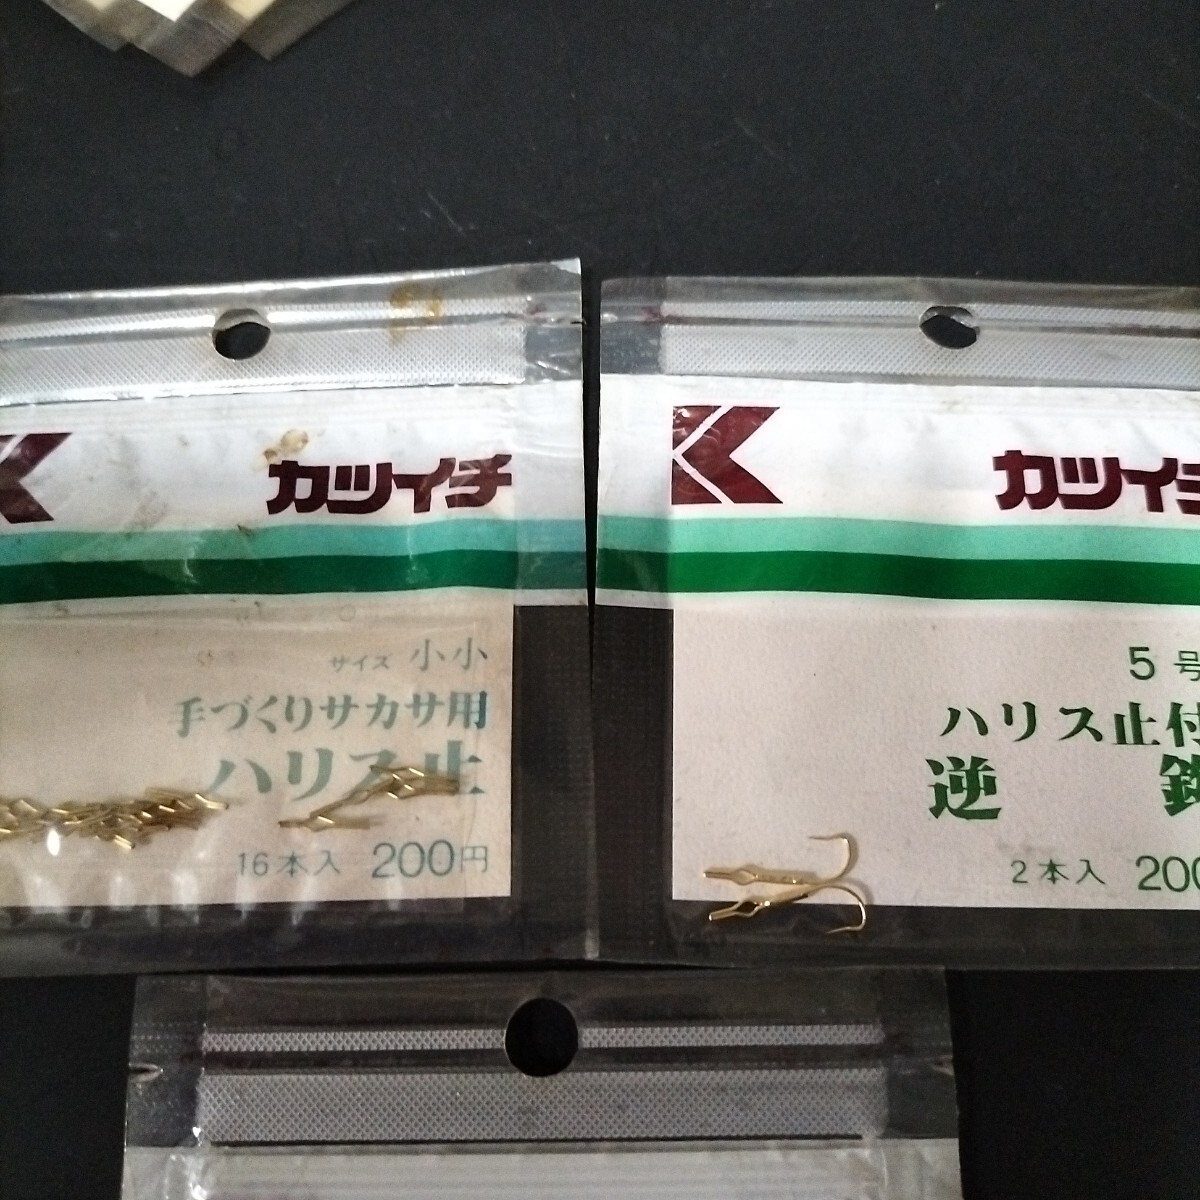 カツイチ
サイズ 小小
手づくりサカサ用
ハリス止
16本入 200円
カツイチ
5号
ハリス止付
逆 鈎
2本入 200